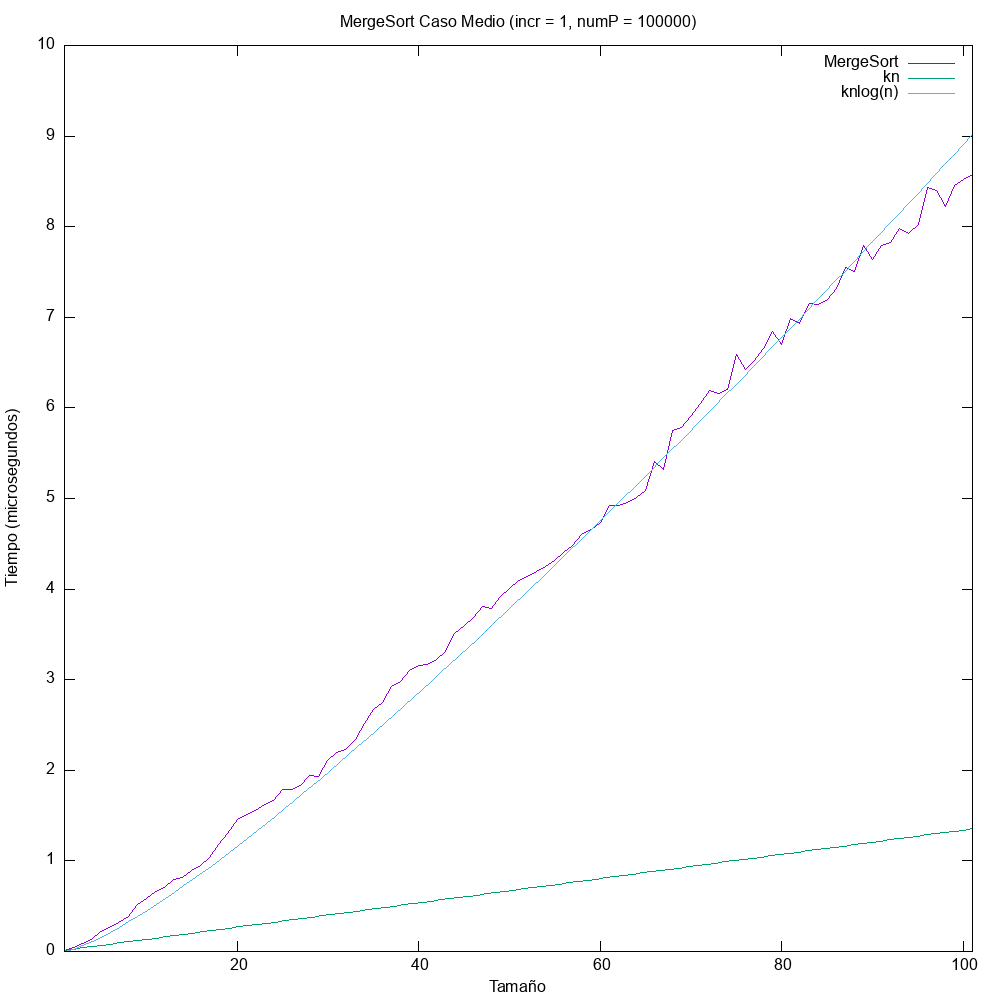 MergeSort Caso Medio (incr = 1, numP = 100000)
MergeSort
kn
knlog(n)
10
9
8
7
6
5
4
3
2
1
0
Tiempo (microsegundos)
20
40
60
80
100
Tamaño